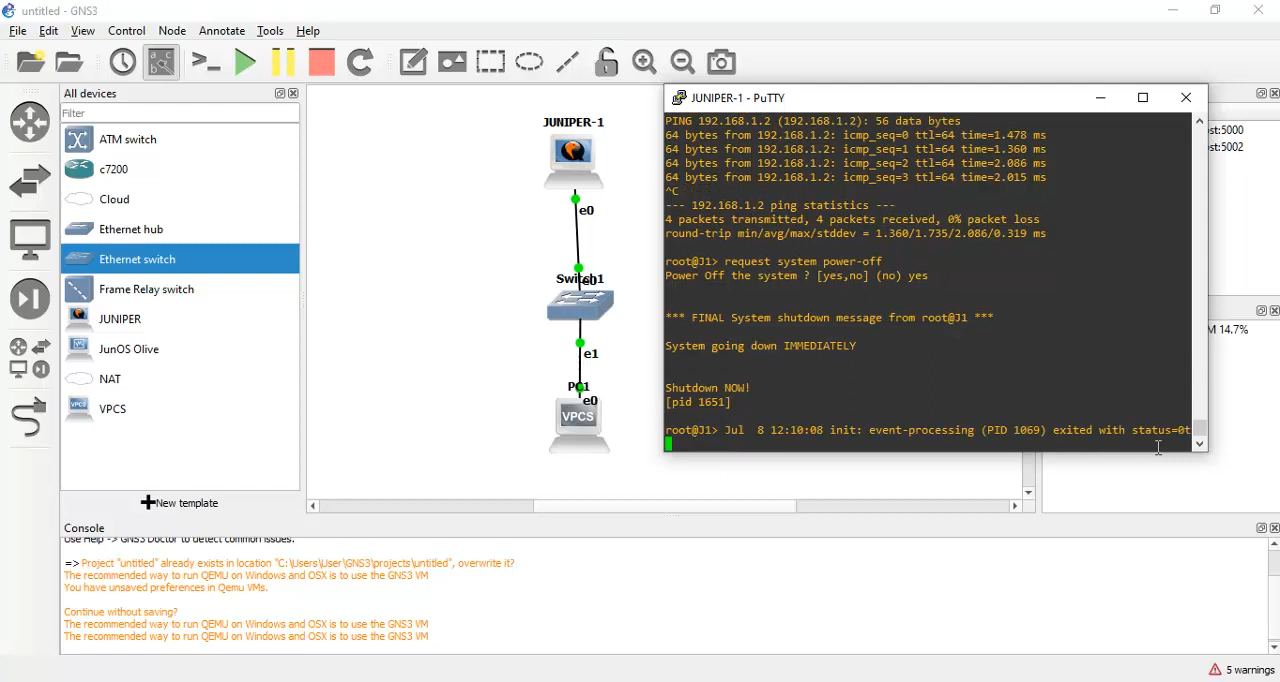 untitled - GNS3
File Edit View Control Node Annotate Tools Help
All devices
Filter
ATM switch
c7200
Cloud
Ethernet hub
Ethernet switch
Frame Relay switch
JUNIPER
JunOS Olive
NAT
VPCS
New template
JUNIPER-1
e0
Switch1
e0
e1
PC1
e0
VPCS
JUNIPER-1 - PuTTY
PING 192.168.1.2 (192.168.1.2): 56 data bytes
64 bytes from 192.168.1.2: icmp_seq=0 ttl=64 time=1.478 ms
64 bytes from 192.168.1.2: icmp_seq=1 ttl=64 time=1.360 ms
64 bytes from 192.168.1.2: icmp_seq=2 ttl=64 time=2.086 ms
64 bytes from 192.168.1.2: icmp_seq=3 ttl=64 time=2.015 ms
^C
--- 192.168.1.2 ping statistics ---
4 packets transmitted, 4 packets received, 0% packet loss
round-trip min/avg/max/stddev = 1.360/1.735/2.086/0.319 ms
root@J1> request system power-off
Power Off the system ? [yes,no] (no) yes
*** FINAL System shutdown message from root@J1 ***
System going down IMMEDIATELY
Shutdown NOW!
[pid 1651]
root@J1> Jul  8 12:10:08 init: event-processing (PID 1069) exited with status=0t
st:5000
ost:5002
M 14.7%
Console
Use Help -> GNS3 Doctor to detect common issues.
=> Project "untitled" already exists in location "C:\Users\User\GNS3\projects\untitled", overwrite it?
The recommended way to run QEMU on Windows and OSX is to use the GNS3 VM
You have unsaved preferences in Qemu VMs.
Continue without saving?
The recommended way to run QEMU on Windows and OSX is to use the GNS3 VM
The recommended way to run QEMU on Windows and OSX is to use the GNS3 VM
5 warnings